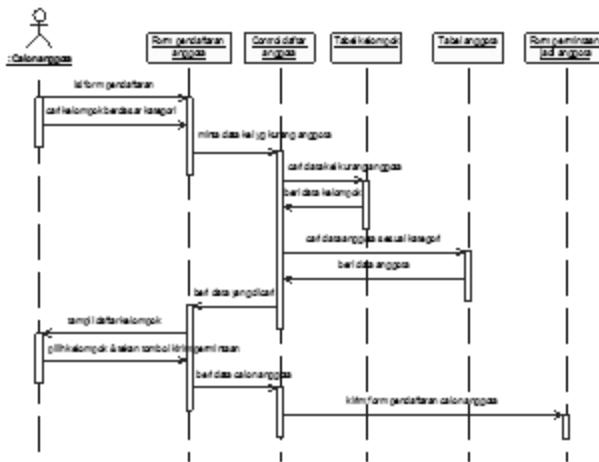 : Calon anggota
Form pendaftaran
anggota
Control daftar
anggota
Tabel kelompok
Tabel anggota
Form permintaan
jadi anggota
isi form pendaftaran
cari kelompok berdasar kategori
minta data kel yg kurang anggota
cari data kel kurang anggota
beri data kelompok
cari data anggota sesuai kategori
beri data anggota
beri data yang dicari
tampil daftar kelompok
pilih kelompok & tekan tombol kirim permintaan
beri data calon anggota
kirim form pendaftaran calon anggota